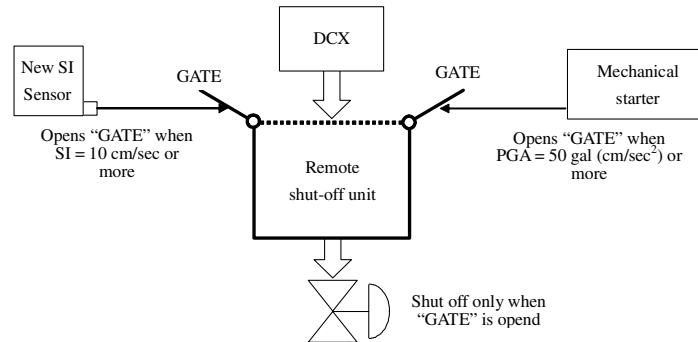 New SI
Sensor
GATE
DCX
GATE
Mechanical
starter
Opens “GATE” when
SI = 10 cm/sec or
more
Remote
shut-off unit
Opens “GATE” when
PGA = 50 gal (cm/sec²) or
more
Shut off only when
“GATE” is opend